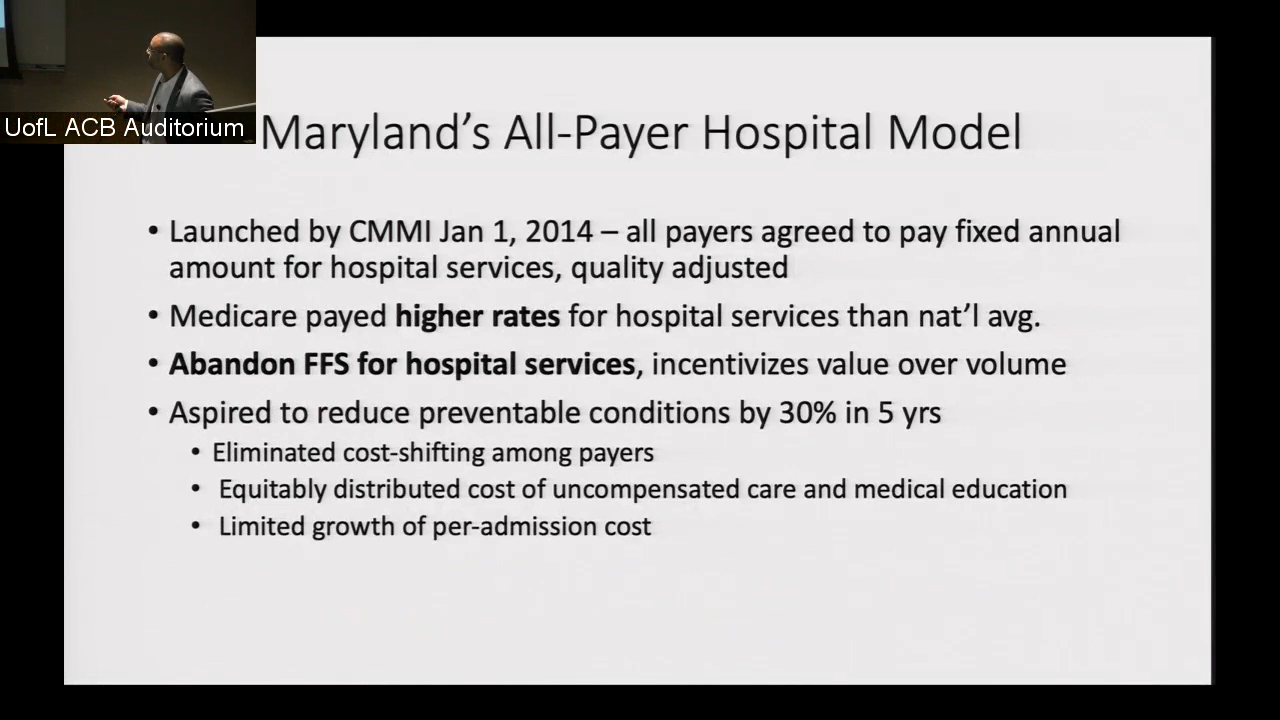 UofL ACB Auditorium
Maryland’s All-Payer Hospital Model
• Launched by CMMI Jan 1, 2014 – all payers agreed to pay fixed annual
amount for hospital services, quality adjusted
• Medicare payed higher rates for hospital services than nat’l avg.
• Abandon FFS for hospital services, incentivizes value over volume
• Aspired to reduce preventable conditions by 30% in 5 yrs
• Eliminated cost-shifting among payers
• Equitably distributed cost of uncompensated care and medical education
• Limited growth of per-admission cost